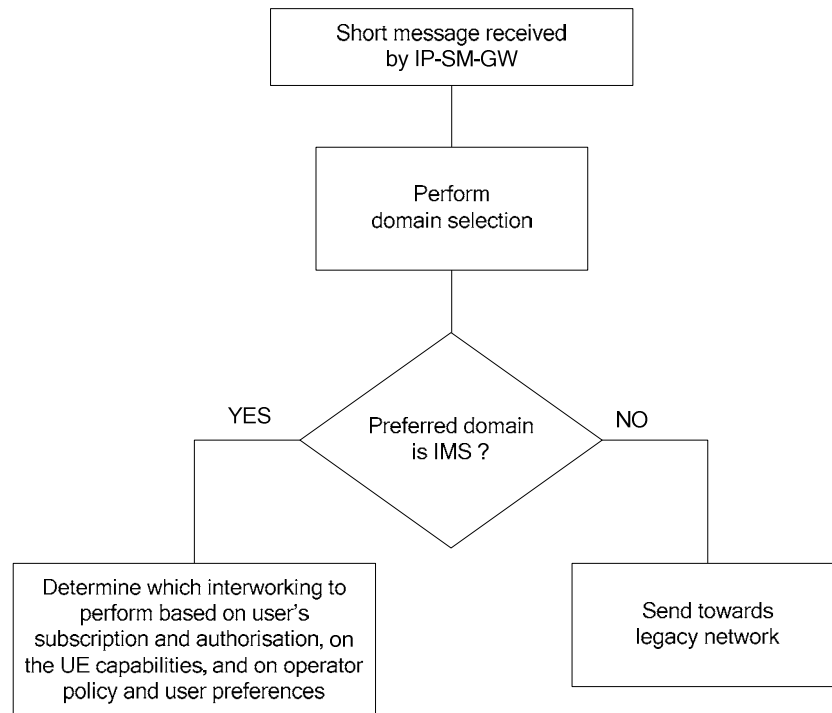 Short message received
by IP-SM-GW
Perform
domain selection
YES
Preferred domain
is IMS ?
NO
Determine which interworking to
perform based on user's
subscription and authorisation, on
the UE capabilities, and on operator
policy and user preferences
Send towards
legacy network